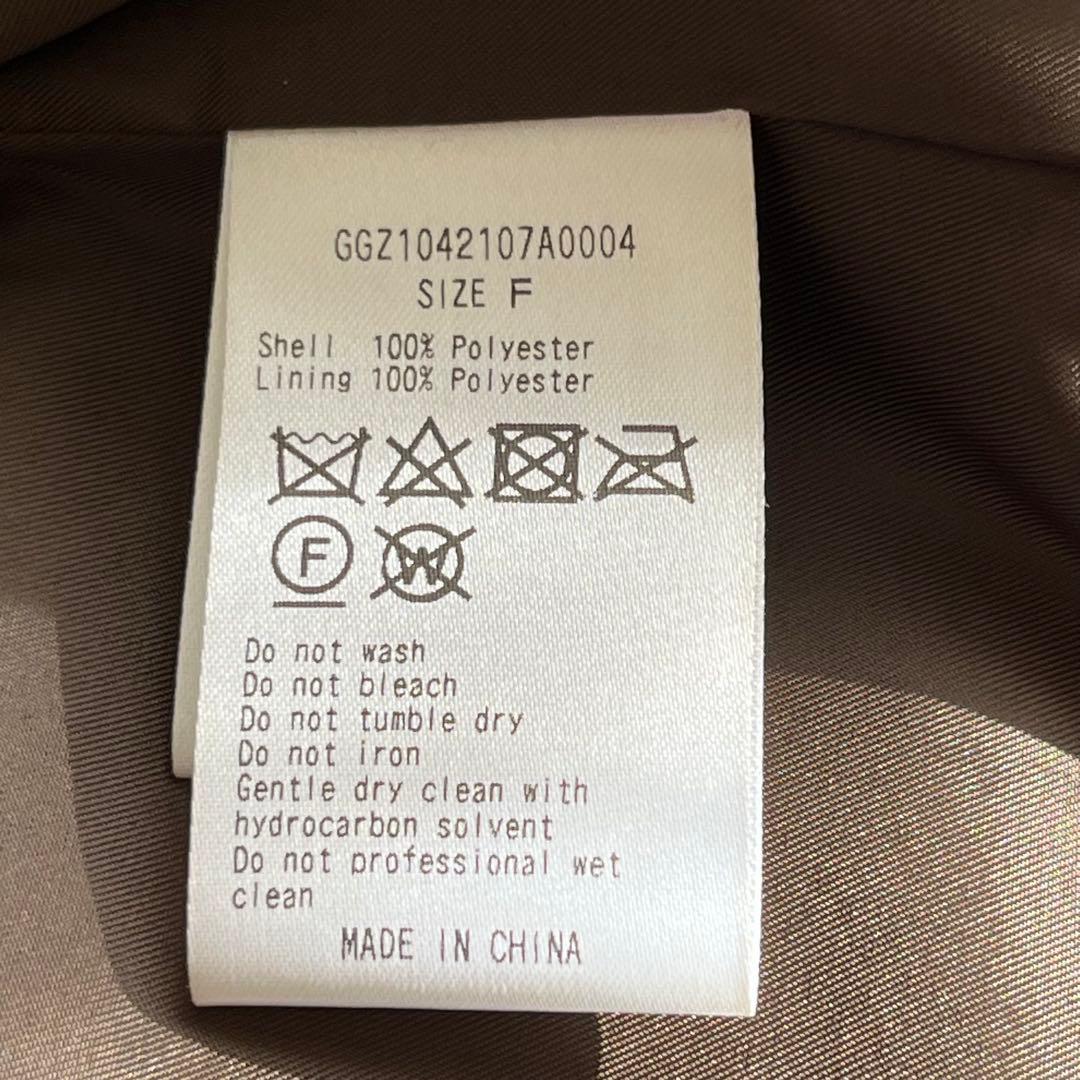 GGZ1042107A0004
SIZE F
Shell 100% Polyester
Lining 100% Polyester
F W
Do not wash
Do not bleach
Do not tumble dry
Do not iron
Gentle dry clean with
hydrocarbon solvent
Do not professional wet
clean
MADE IN CHINA